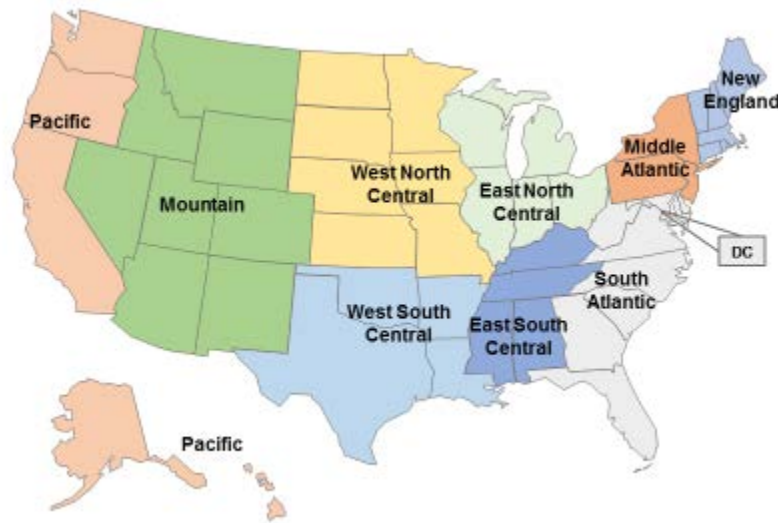 New
England
Pacific
Middle
Atlantic
West North
Central
East North
Central
Mountain
DC
South
Atlantic
West South
Central
East South
Central
Pacific